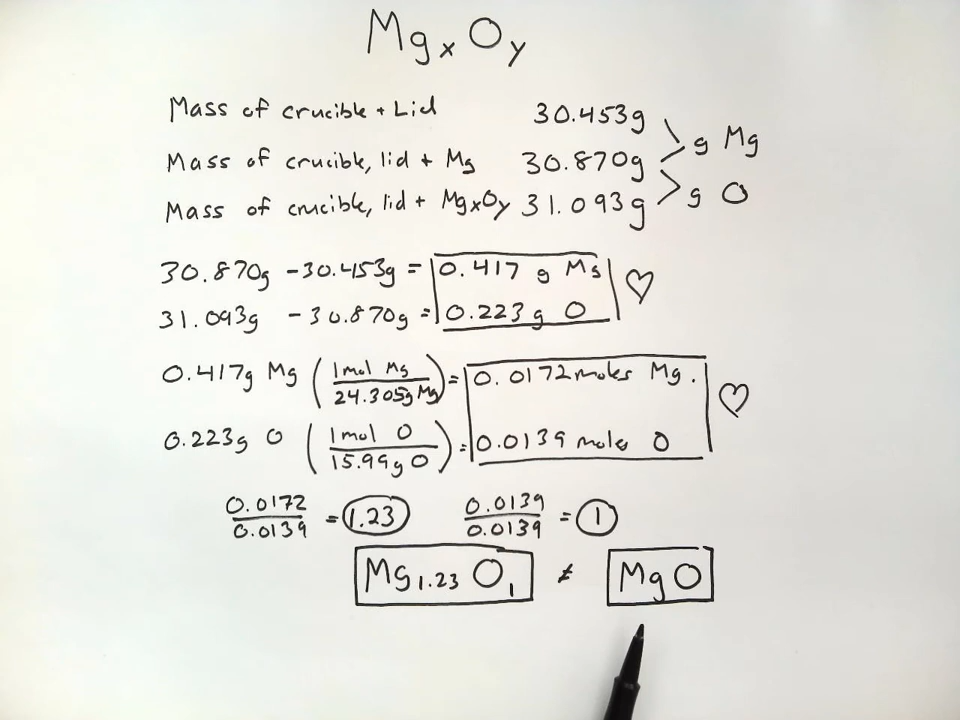 MgxOy
Mass of crucible + Lid 30.453g
g Mg
Mass of crucible, lid + Mg 30.870g
g O
Mass of crucible, lid + MgxOy 31.093g
30.870g - 30.453g = 0.417 g Mg
31.093g - 30.870g = 0.223 g O
0.417g Mg (1 mol Mg / 24.305g Mg) = 0.0172 moles Mg.
0.223g O (1 mol O / 15.99g O) = 0.0139 moles O
0.0172 / 0.0139 = 1.23 0.0139 / 0.0139 = 1
Mg1.23 O1 ≠ MgO